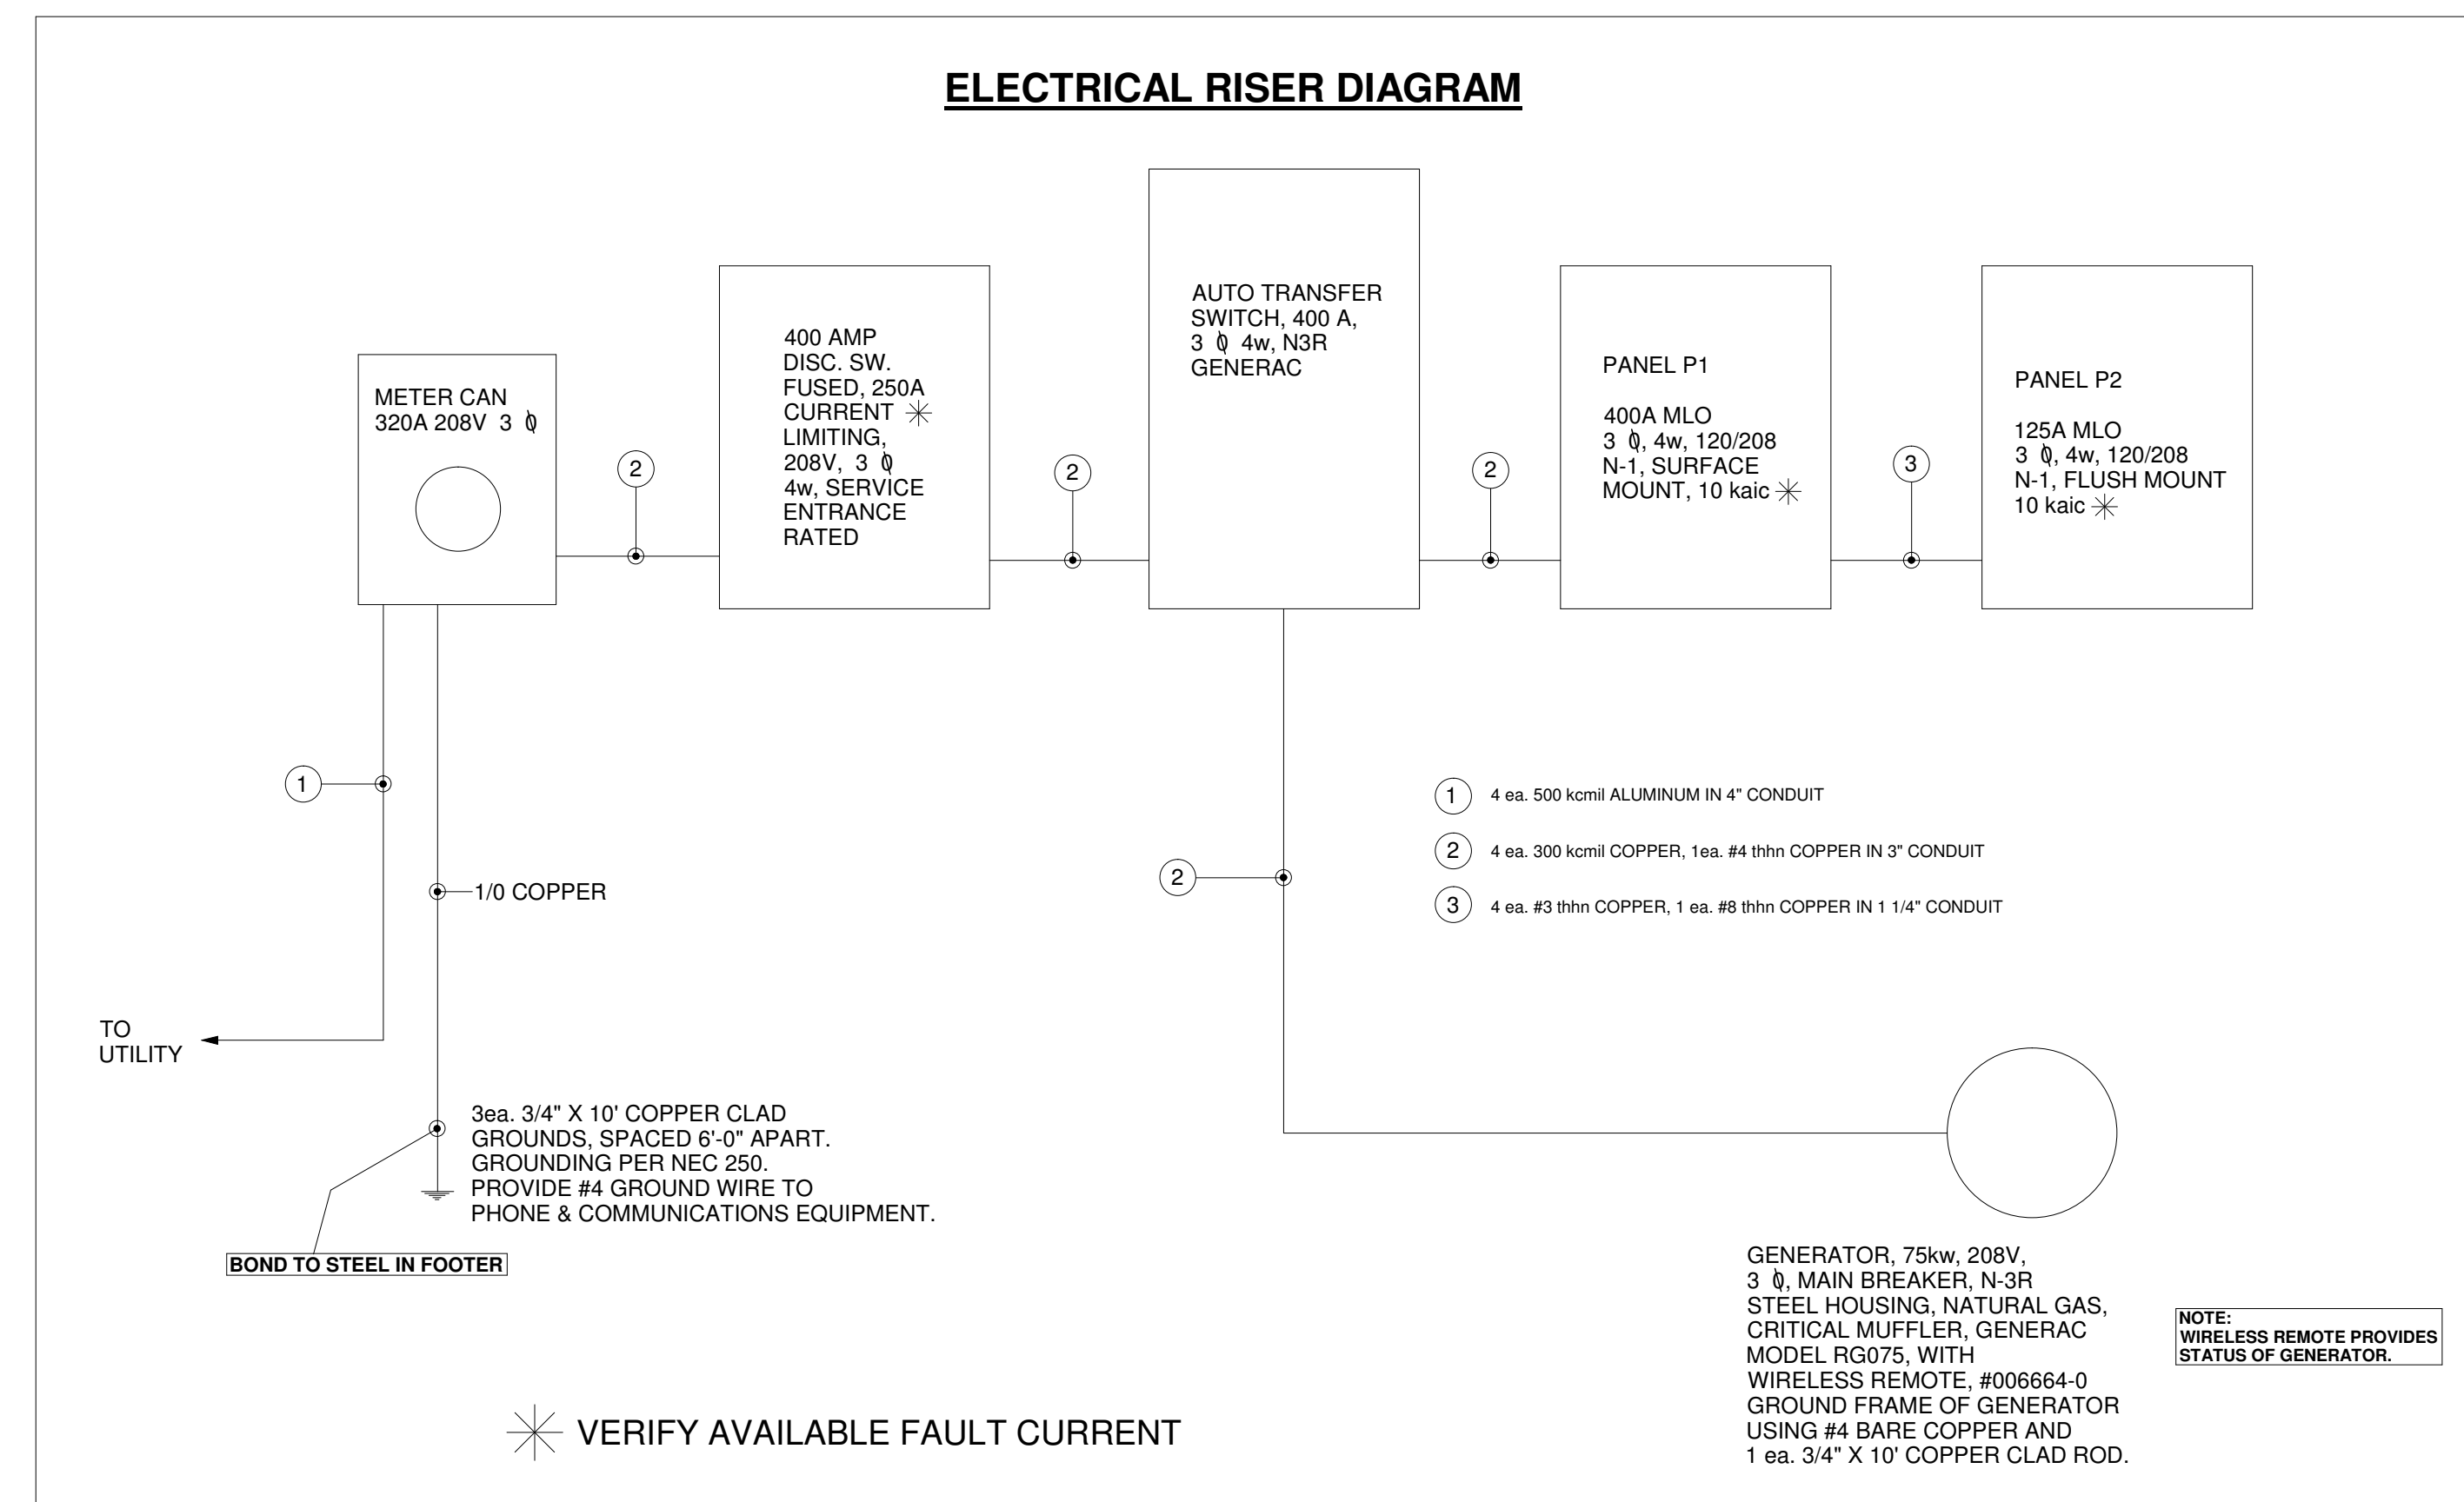 ELECTRICAL RISER DIAGRAM
METER CAN
320A 208V 3 ϕ
2
400 AMP
DISC. SW.
FUSED, 250A
CURRENT ✳
LIMITING,
208V, 3 ϕ
4w, SERVICE
ENTRANCE
RATED
2
AUTO TRANSFER
SWITCH, 400 A,
3 ϕ 4w, N3R
GENERAC
2
PANEL P1
400A MLO
3 ϕ, 4w, 120/208
N-1, SURFACE
MOUNT, 10 kaic ✳
3
PANEL P2
125A MLO
3 ϕ, 4w, 120/208
N-1, FLUSH MOUNT
10 kaic ✳
1
1/0 COPPER
TO
UTILITY
3ea. 3/4" X 10' COPPER CLAD
GROUNDS, SPACED 6'-0" APART.
GROUNDING PER NEC 250.
PROVIDE #4 GROUND WIRE TO
PHONE & COMMUNICATIONS EQUIPMENT.
BOND TO STEEL IN FOOTER
2
1 4 ea. 500 kcmil ALUMINUM IN 4" CONDUIT
2 4 ea. 300 kcmil COPPER, 1ea. #4 thhn COPPER IN 3" CONDUIT
3 4 ea. #3 thhn COPPER, 1 ea. #8 thhn COPPER IN 1 1/4" CONDUIT
GENERATOR, 75kw, 208V,
3 ϕ, MAIN BREAKER, N-3R
STEEL HOUSING, NATURAL GAS,
CRITICAL MUFFLER, GENERAC
MODEL RG075, WITH
WIRELESS REMOTE, #006664-0
GROUND FRAME OF GENERATOR
USING #4 BARE COPPER AND
1 ea. 3/4" X 10' COPPER CLAD ROD.
NOTE:
WIRELESS REMOTE PROVIDES
STATUS OF GENERATOR.
✳ VERIFY AVAILABLE FAULT CURRENT